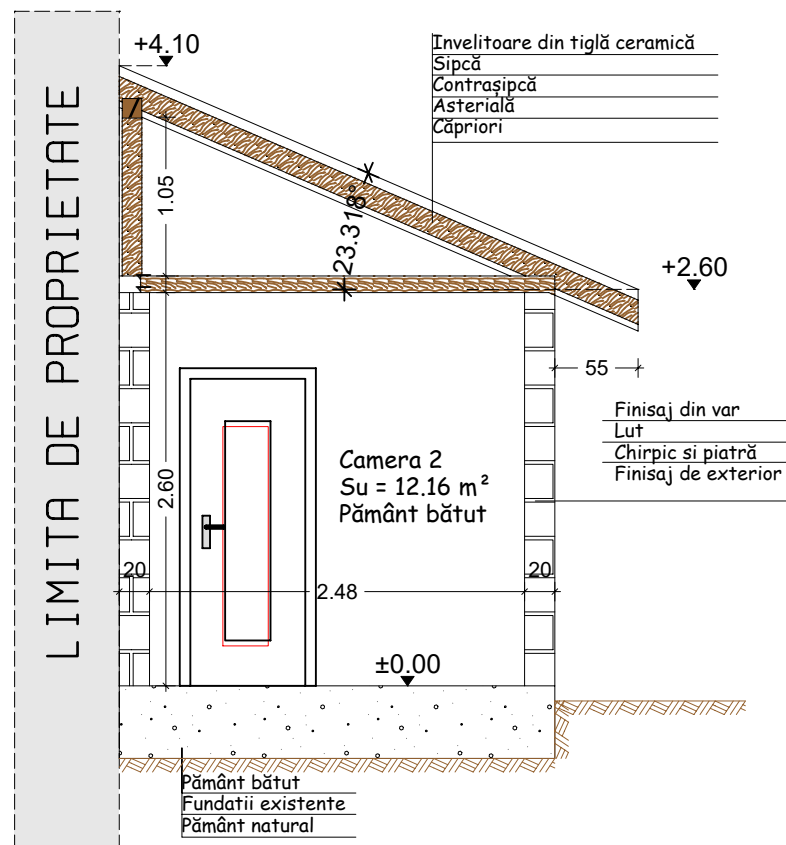 LIMITA DE PROPRIETATE
+4.10
Invelitoare din tiglă ceramică
Sipcă
Contrașipcă
Asterială
Căpriori
1.05
23.318°
+2.60
55
Finisaj din var
Lut
Chirpic si piatră
Finisaj de exterior
Camera 2
Su = 12.16 m²
Pământ bătut
2.60
20
2.48
20
±0.00
Pământ bătut
Fundatii existente
Pământ natural